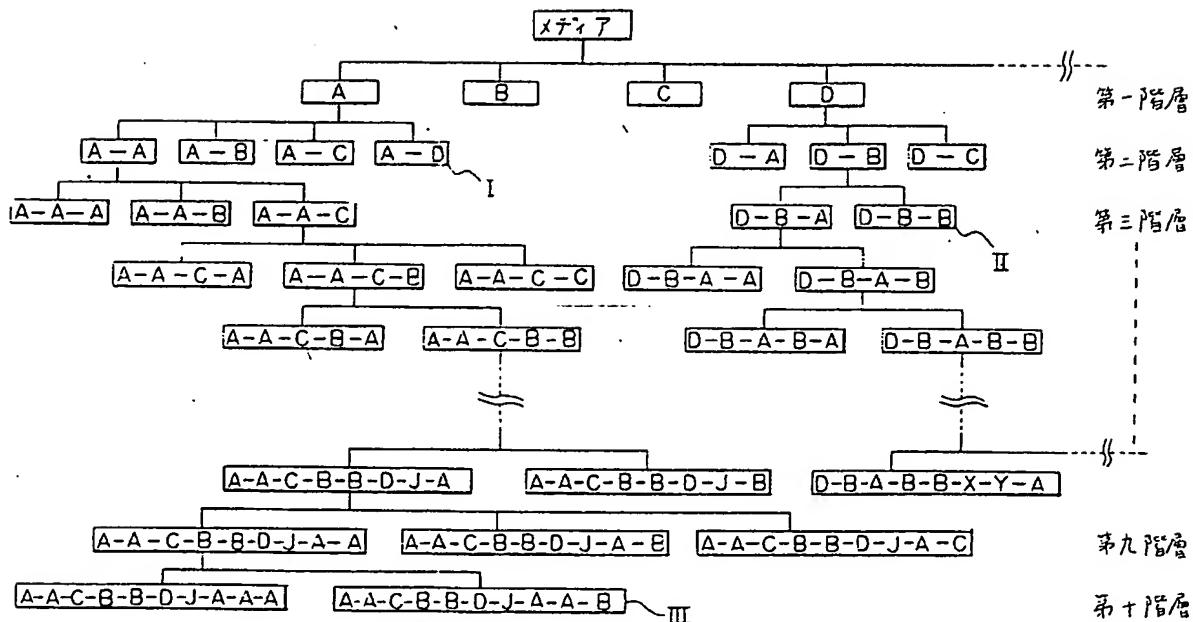 メディア
A B C D 第一階層
A-A A-B A-C A-D D-A D-B D-C 第二階層
I
A-A-A A-A-B A-A-C D-B-A D-B-B 第三階層
II
A-A-C-A A-A-C-B A-A-C-C D-B-A-A D-B-A-B
A-A-C-B-A A-A-C-B-B D-B-A-B-A D-B-A-B-B
A-A-C-B-B-D-J-A A-A-C-B-B-D-J-B D-B-A-B-B-X-Y-A
A-A-C-B-B-D-J-A-A A-A-C-B-B-D-J-A-B A-A-C-B-B-D-J-A-C 第九階層
A-A-C-B-B-D-J-A-A-A A-A-C-B-B-D-J-A-A-B III 第十階層